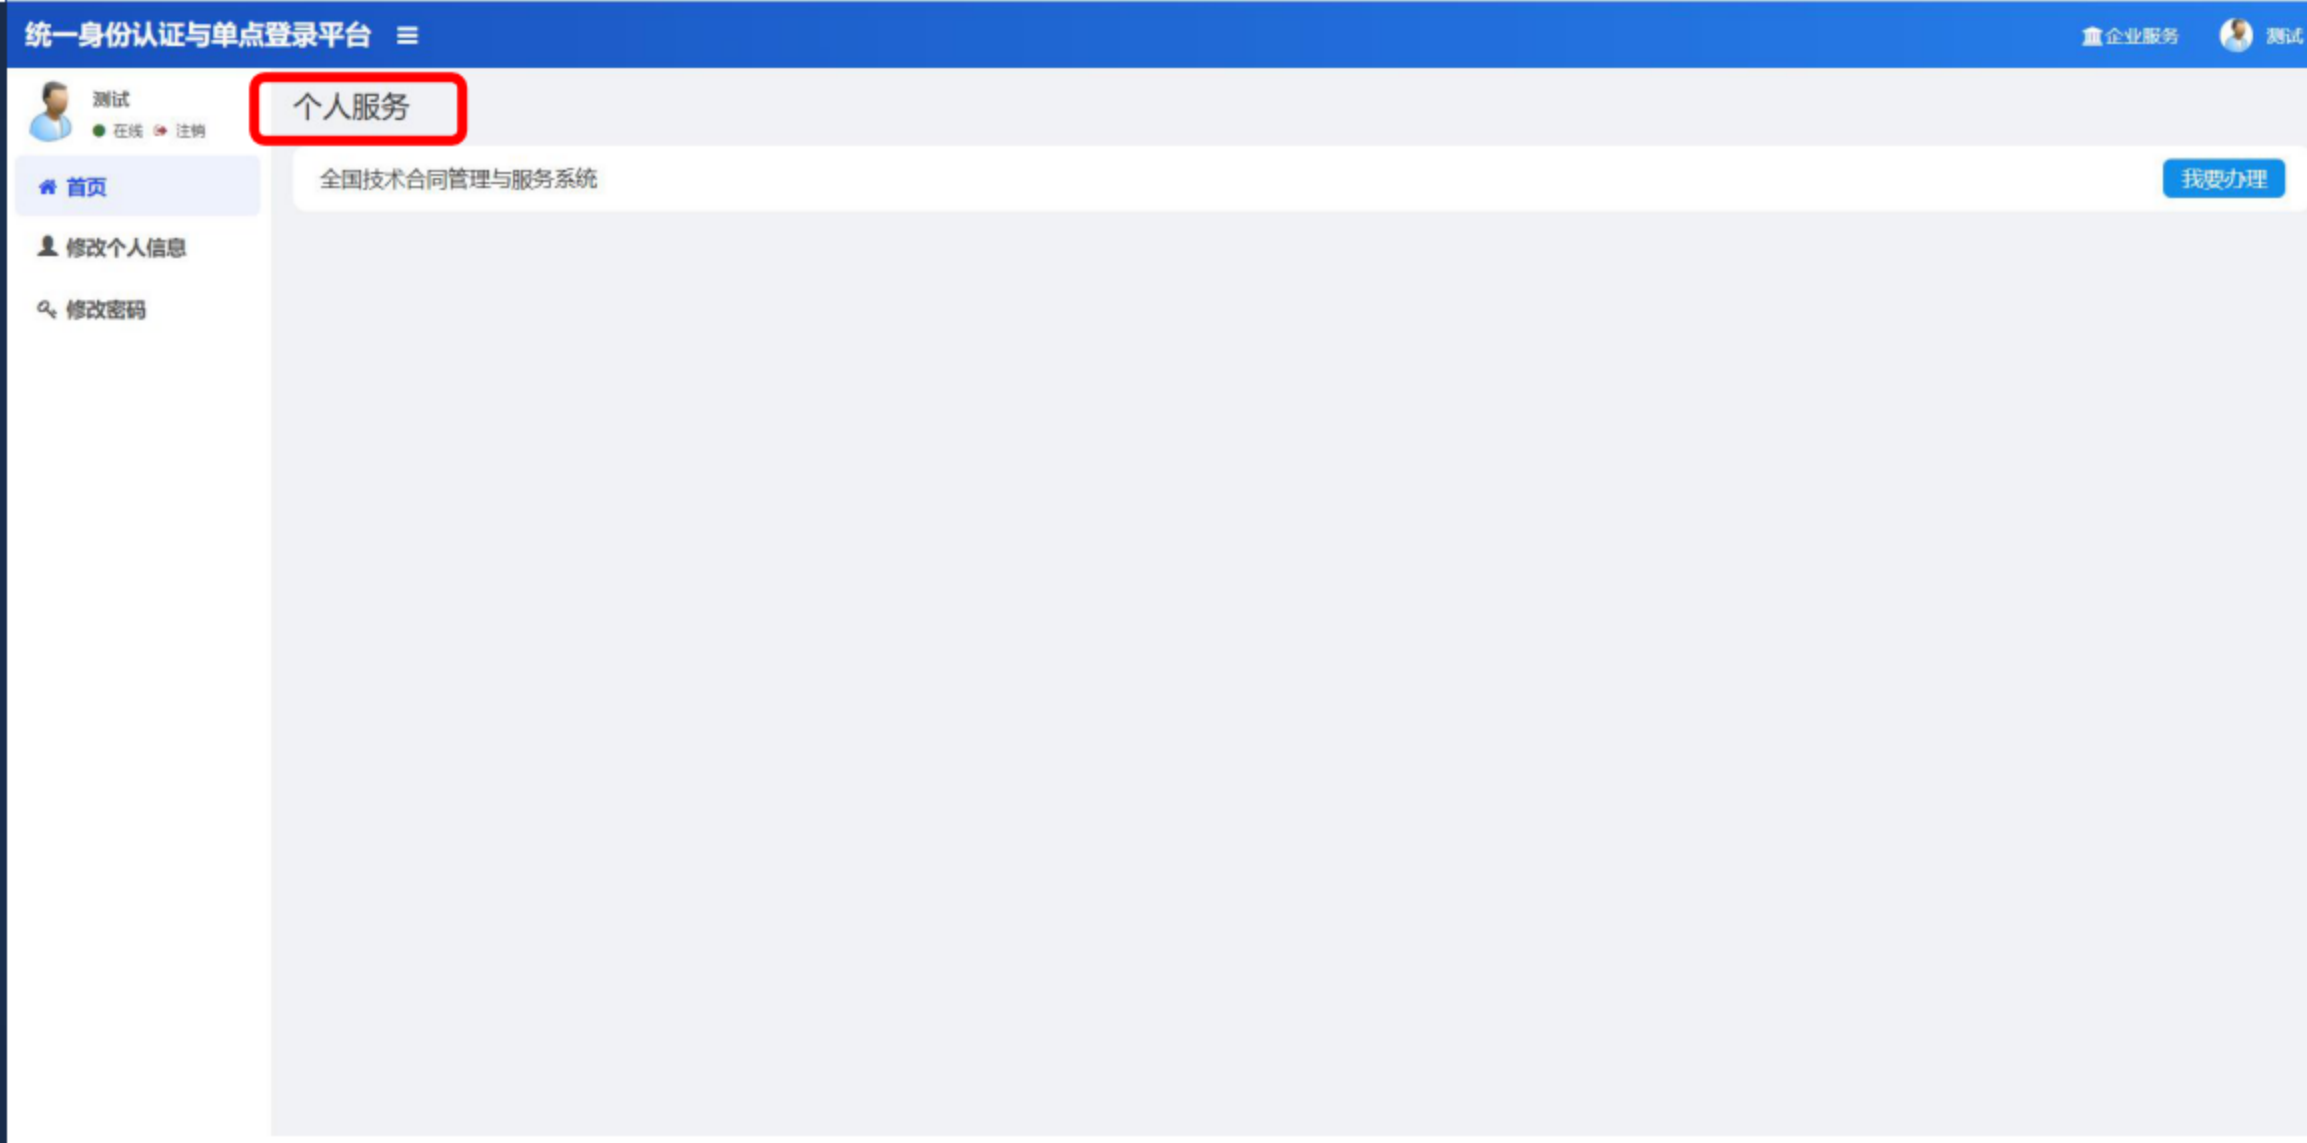 统一身份认证与单点登录平台
企业服务
测试
测试
在线 注销
个人服务
首页
全国技术合同管理与服务系统
我要办理
修改个人信息
修改密码